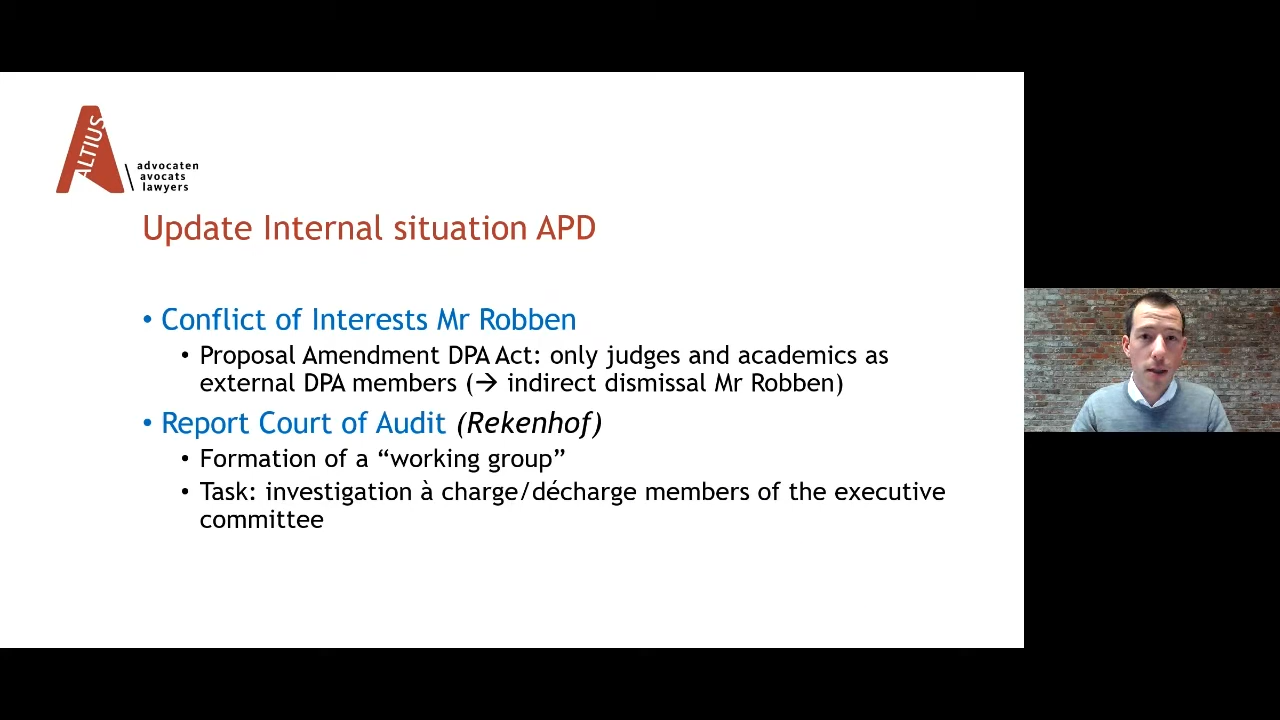 ALTIUS
advocaten
avocats
lawyers
Update Internal situation APD
• Conflict of Interests Mr Robben
• Proposal Amendment DPA Act: only judges and academics as
external DPA members (→ indirect dismissal Mr Robben)
• Report Court of Audit (Rekenhof)
• Formation of a “working group”
• Task: investigation à charge/décharge members of the executive
committee